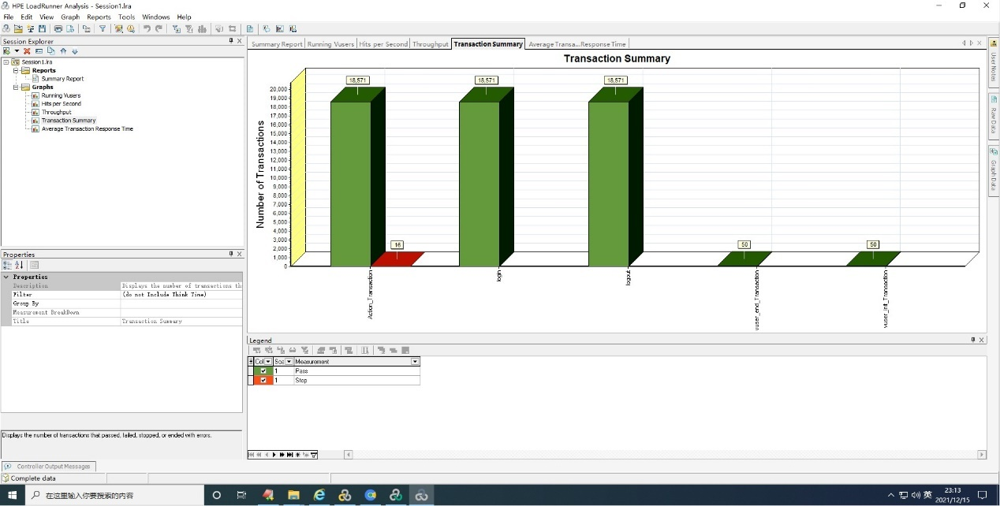 HPE LoadRunner Analysis - Session1.lra
File Edit View Graph Reports Tools Windows Help
Session Explorer
Session1.lra
Reports
Summary Report
Graphs
Running Vusers
Hits per Second
Throughput
Transaction Summary
Average Transaction Response Time
Properties
Properties
Description Displays the number of transactions th
Filter (do not Include Think Time)
Group By
Measurement BreakDown
Title Transaction Summary
Displays the number of transactions that passed, failed, stopped, or ended with errors.
Summary Report Running Vusers Hits per Second Throughput Transaction Summary Average Transa...Response Time
Transaction Summary
Number of Transactions
20,000
19,000
18,000
17,000
16,000
15,000
14,000
13,000
12,000
11,000
10,000
9,000
8,000
7,000
6,000
5,000
4,000
3,000
2,000
1,000
0
18,571
16
18,571
18,571
50
50
Action_Transaction
login
logout
vuser_end_Transaction
vuser_init_Transaction
User Notes
Raw Data
Graph Data
Legend
Col Sca Measurement
1 Pass
1 Stop
Controller Output Messages
Complete data
在这里输入你要搜索的内容
英
23:13
2021/12/15